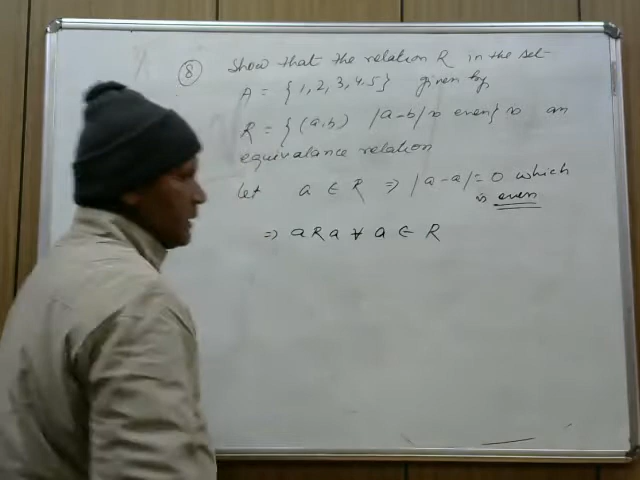 8 Show that the relation R in the set
A = { 1, 2, 3, 4.5 } given by
R = { (a,b) |a-b| is even} is an
equivalance relation
let a ∈ R ⇒ |a-a| = 0 which
is even
⇒ a R a ∀ a ∈ R